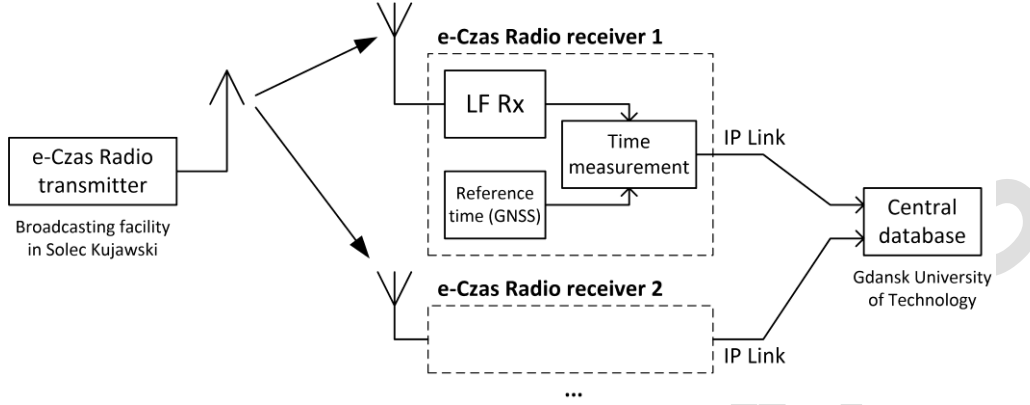 e-Czas Radio
transmitter
Broadcasting facility
in Solec Kujawski
e-Czas Radio receiver 1
LF Rx
Time
measurement
Reference
time (GNSS)
IP Link
e-Czas Radio receiver 2
IP Link
...
Central
database
Gdansk University
of Technology